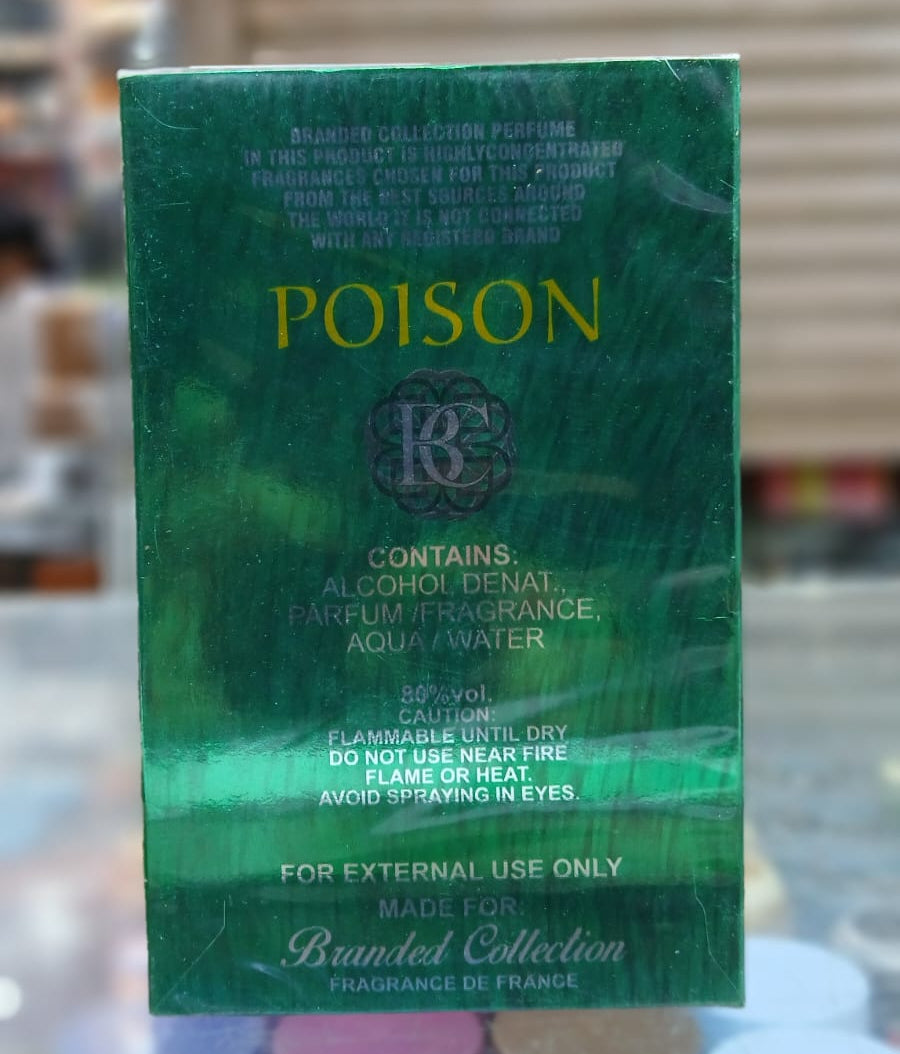 BRANDED COLLECTION PERFUME
IN THIS PRODUCT IS HIGHLYCONCENTRATED
FRAGRANCES CHOSEN FOR THIS PRODUCT
FROM THE BEST SOURCES AROUND
THE WORLD IT IS NOT CONNECTED
WITH ANY REGISTERD BRAND
POISON
BC
CONTAINS.
ALCOHOL DENAT.,
PARFUM /FRAGRANCE,
AQUA / WATER
80%vol.
CAUTION:
FLAMMABLE UNTIL DRY
DO NOT USE NEAR FIRE
FLAME OR HEAT.
AVOID SPRAYING IN EYES.
FOR EXTERNAL USE ONLY
MADE FOR:
Branded Collection
FRAGRANCE DE FRANCE